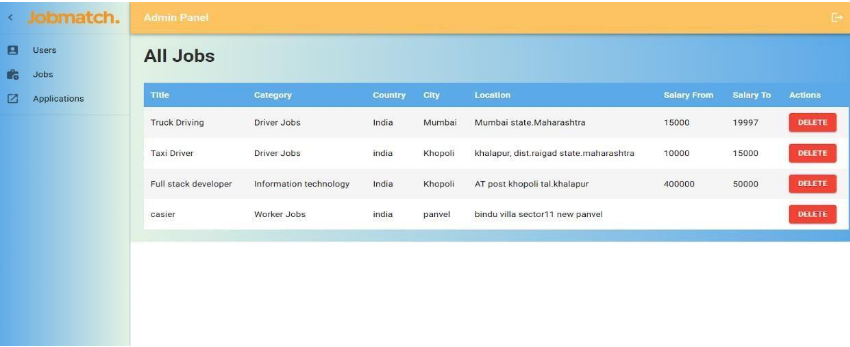 Jobmatch.
Admin Panel
Users
Jobs
Applications
All Jobs
Title Category Country City Location Salary From Salary To Actions
Truck Driving Driver Jobs India Mumbai Mumbai state.Maharashtra 15000 19997 DELETE
Taxi Driver Driver Jobs india Khopoli khalapur, dist.raigad state.maharashtra 10000 15000 DELETE
Full stack developer Information technology India Khopoli AT post khopoli tal.khalapur 400000 50000 DELETE
casier Worker Jobs india panvel bindu villa sector11 new panvel DELETE